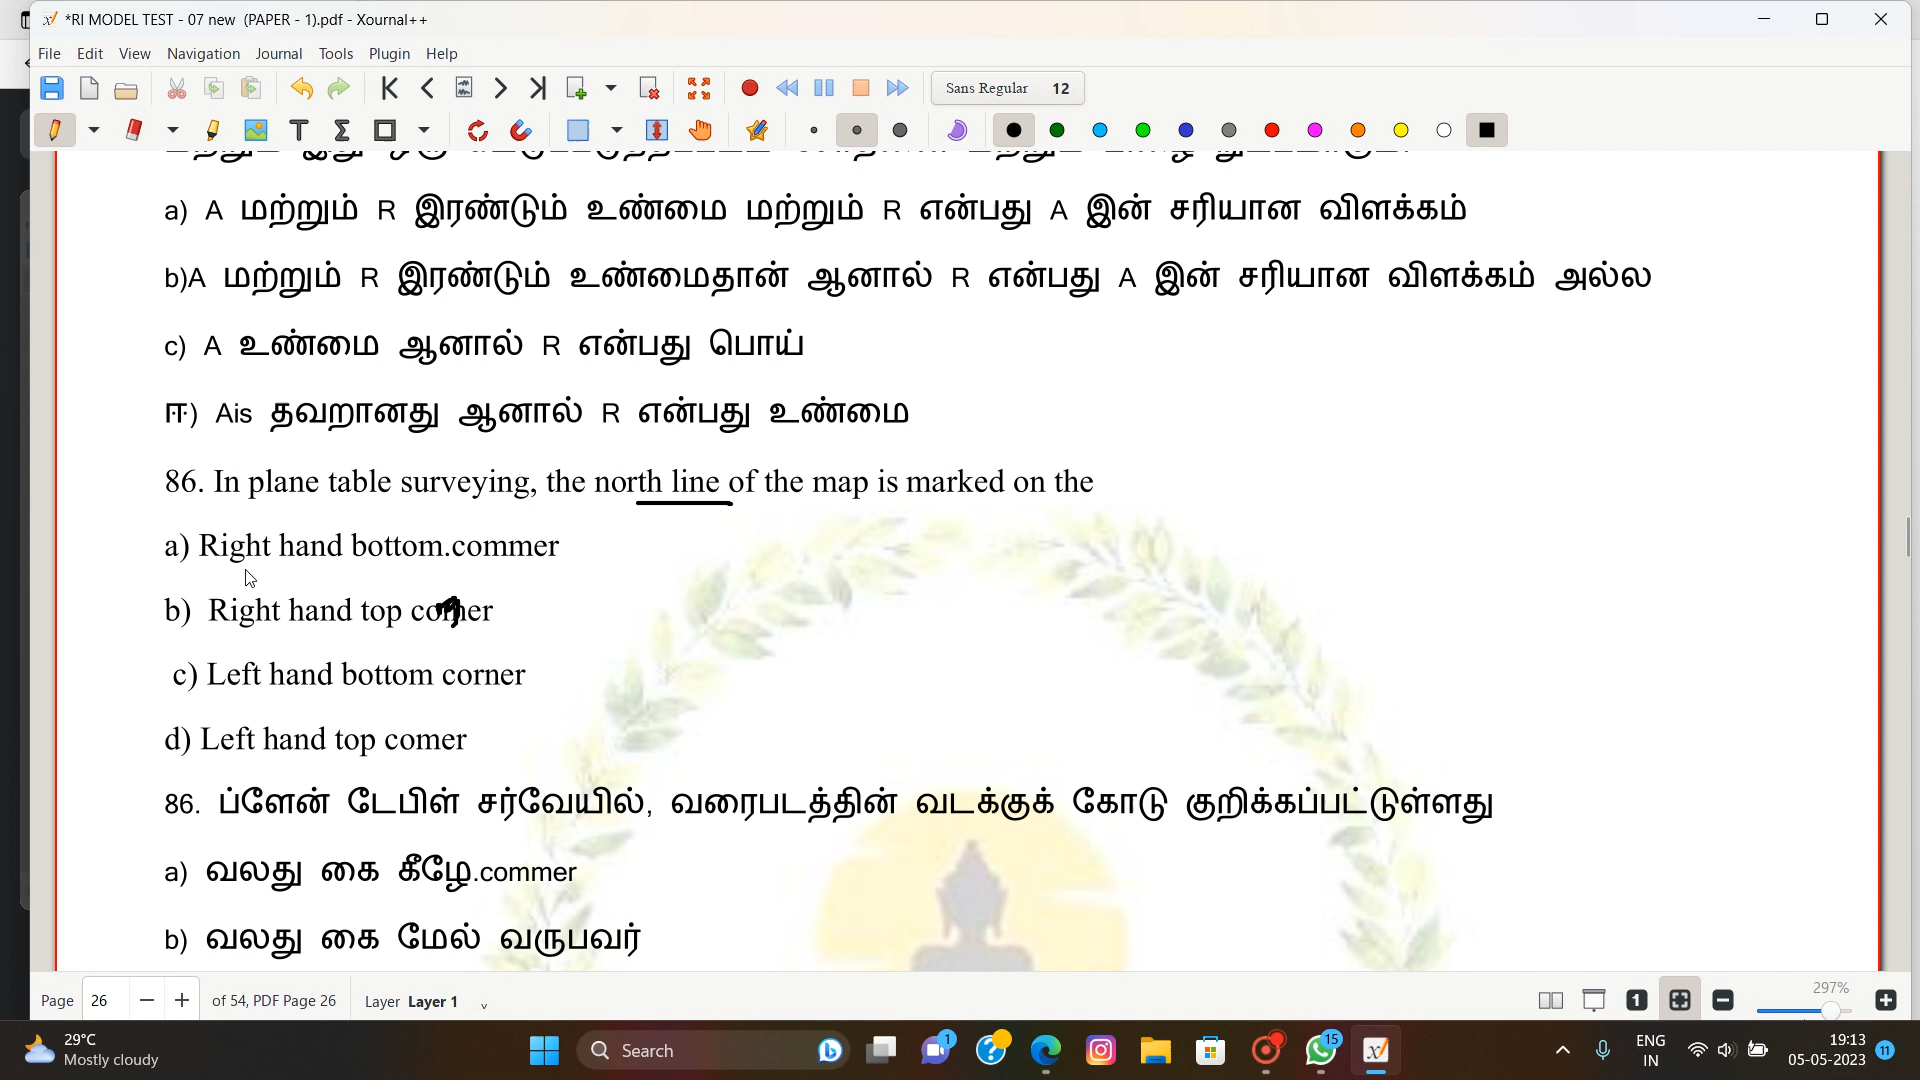 *RI MODEL TEST - 07 new (PAPER - 1).pdf - Xournal++
File Edit View Navigation Journal Tools Plugin Help
Sans Regular 12
a) A மற்றும் R இரண்டும் உண்மை மற்றும் R என்பது A இன் சரியான விளக்கம்
b)A மற்றும் R இரண்டும் உண்மைதான் ஆனால் R என்பது A இன் சரியான விளக்கம் அல்ல
c) A உண்மை ஆனால் R என்பது பொய்
ஈ) Ais தவறானது ஆனால் R என்பது உண்மை
86. In plane table surveying, the north line of the map is marked on the
a) Right hand bottom.commer
b) Right hand top
c) Left hand bottom corner
d) Left hand top comer
86. ப்ளேன் டேபிள் சர்வேயில், வரைபடத்தின் வடக்குக் கோடு குறிக்கப்பட்டுள்ளது
a) வலது கை கீழே.commer
b) வலது கை மேல் வருபவர்
Page 26 of 54, PDF Page 26 Layer Layer 1 297%
29°C
Mostly cloudy
Search
1
15
ENG
IN
19:13
05-05-2023
11